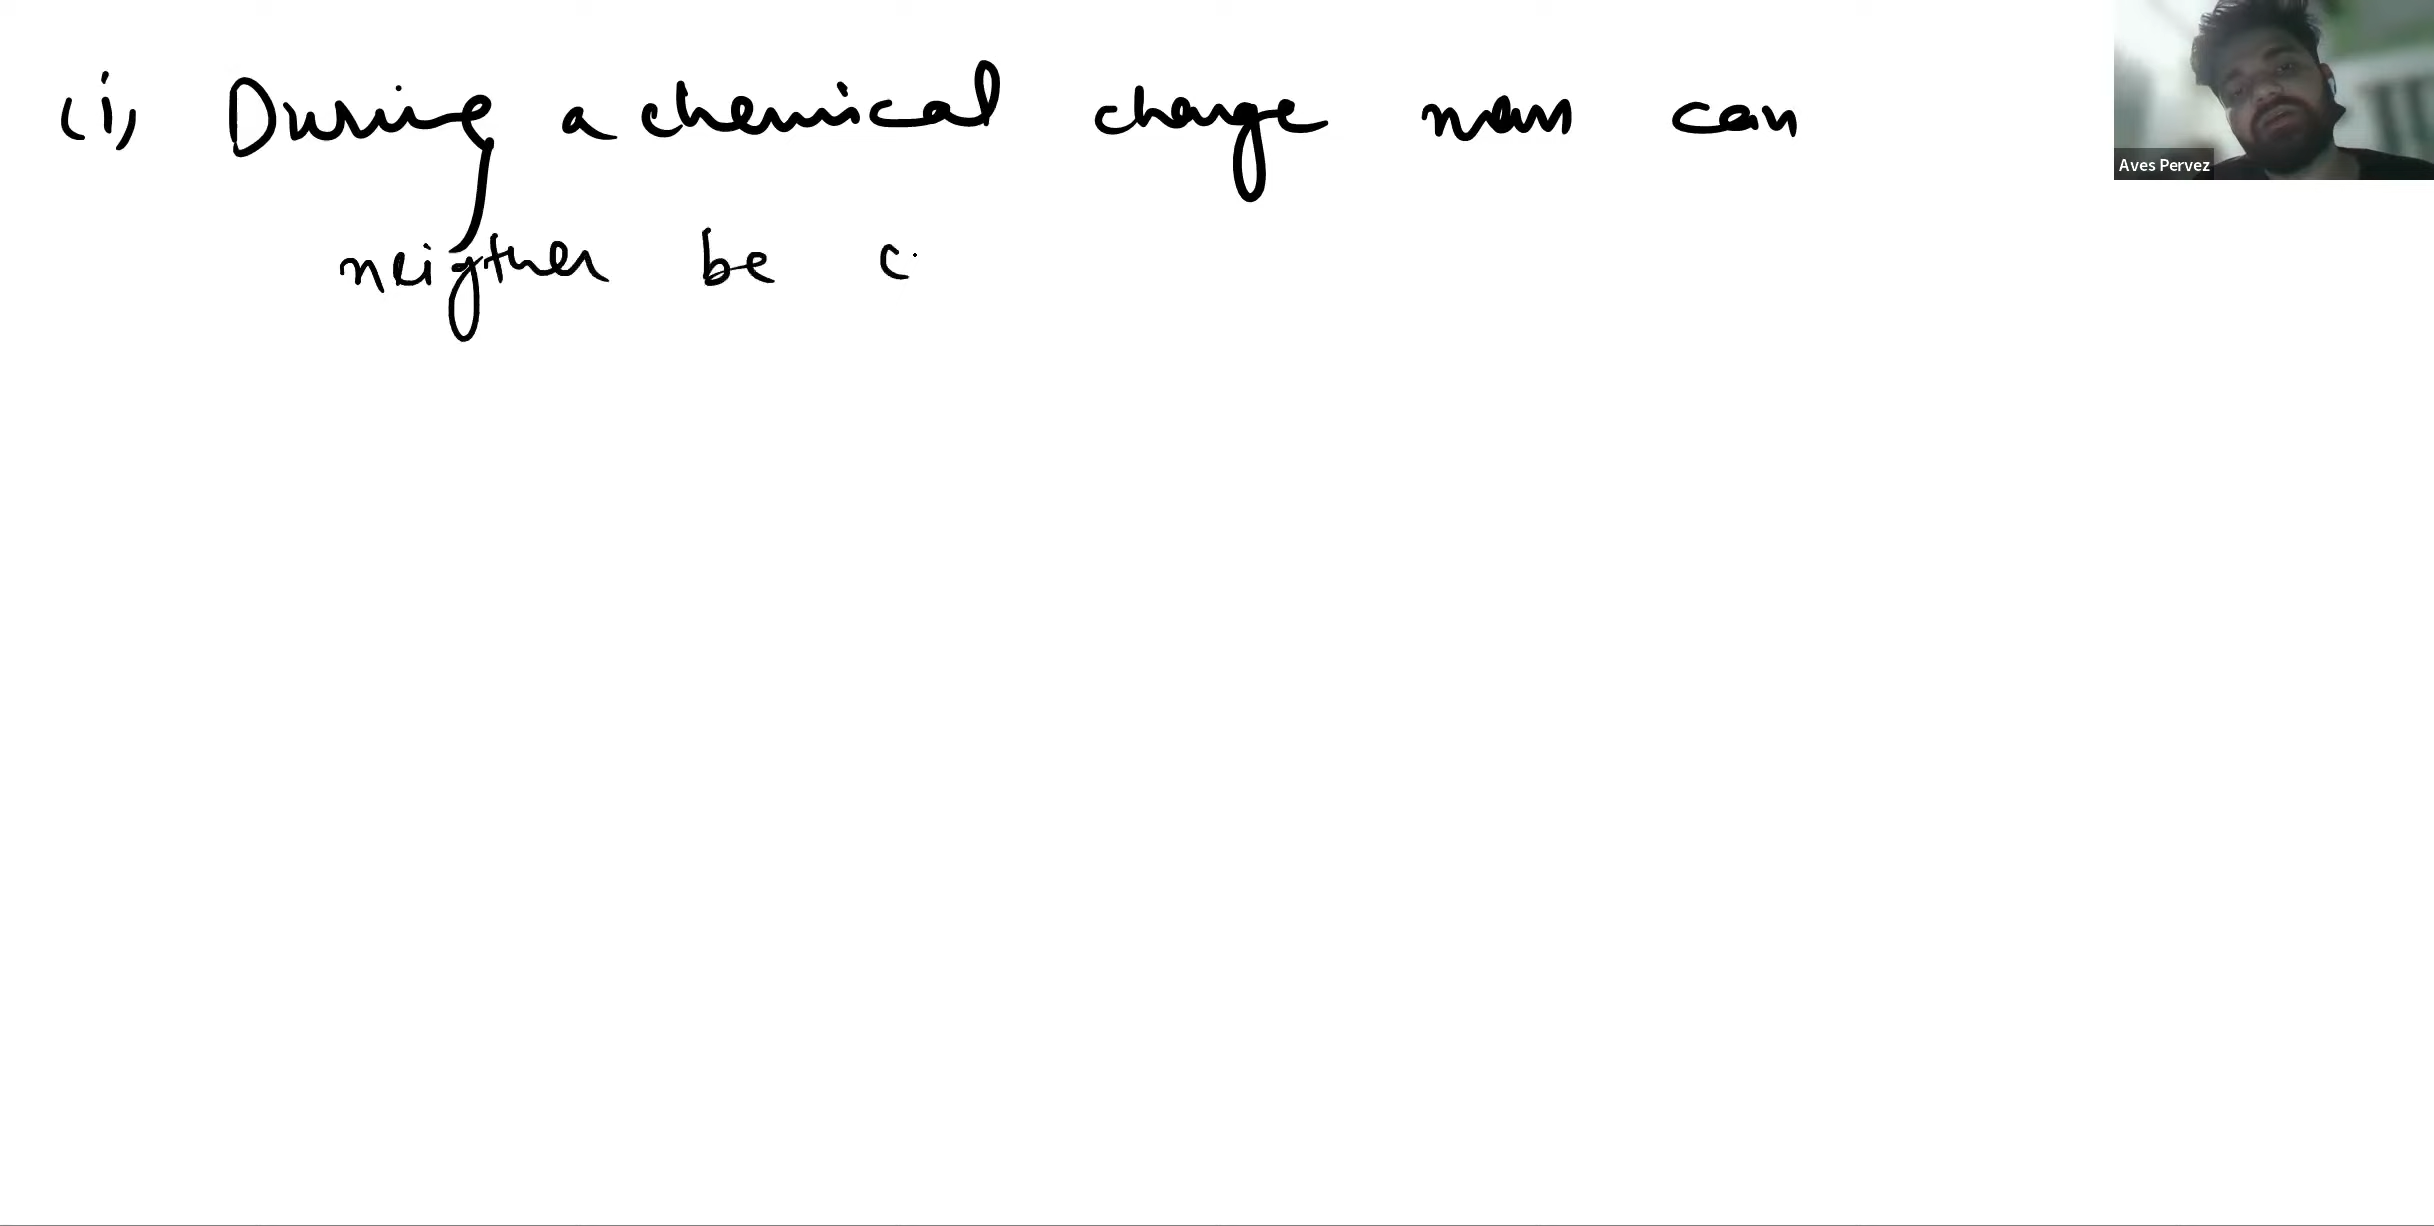 (i) During a chemical change mass can
neigther be c
Aves Pervez